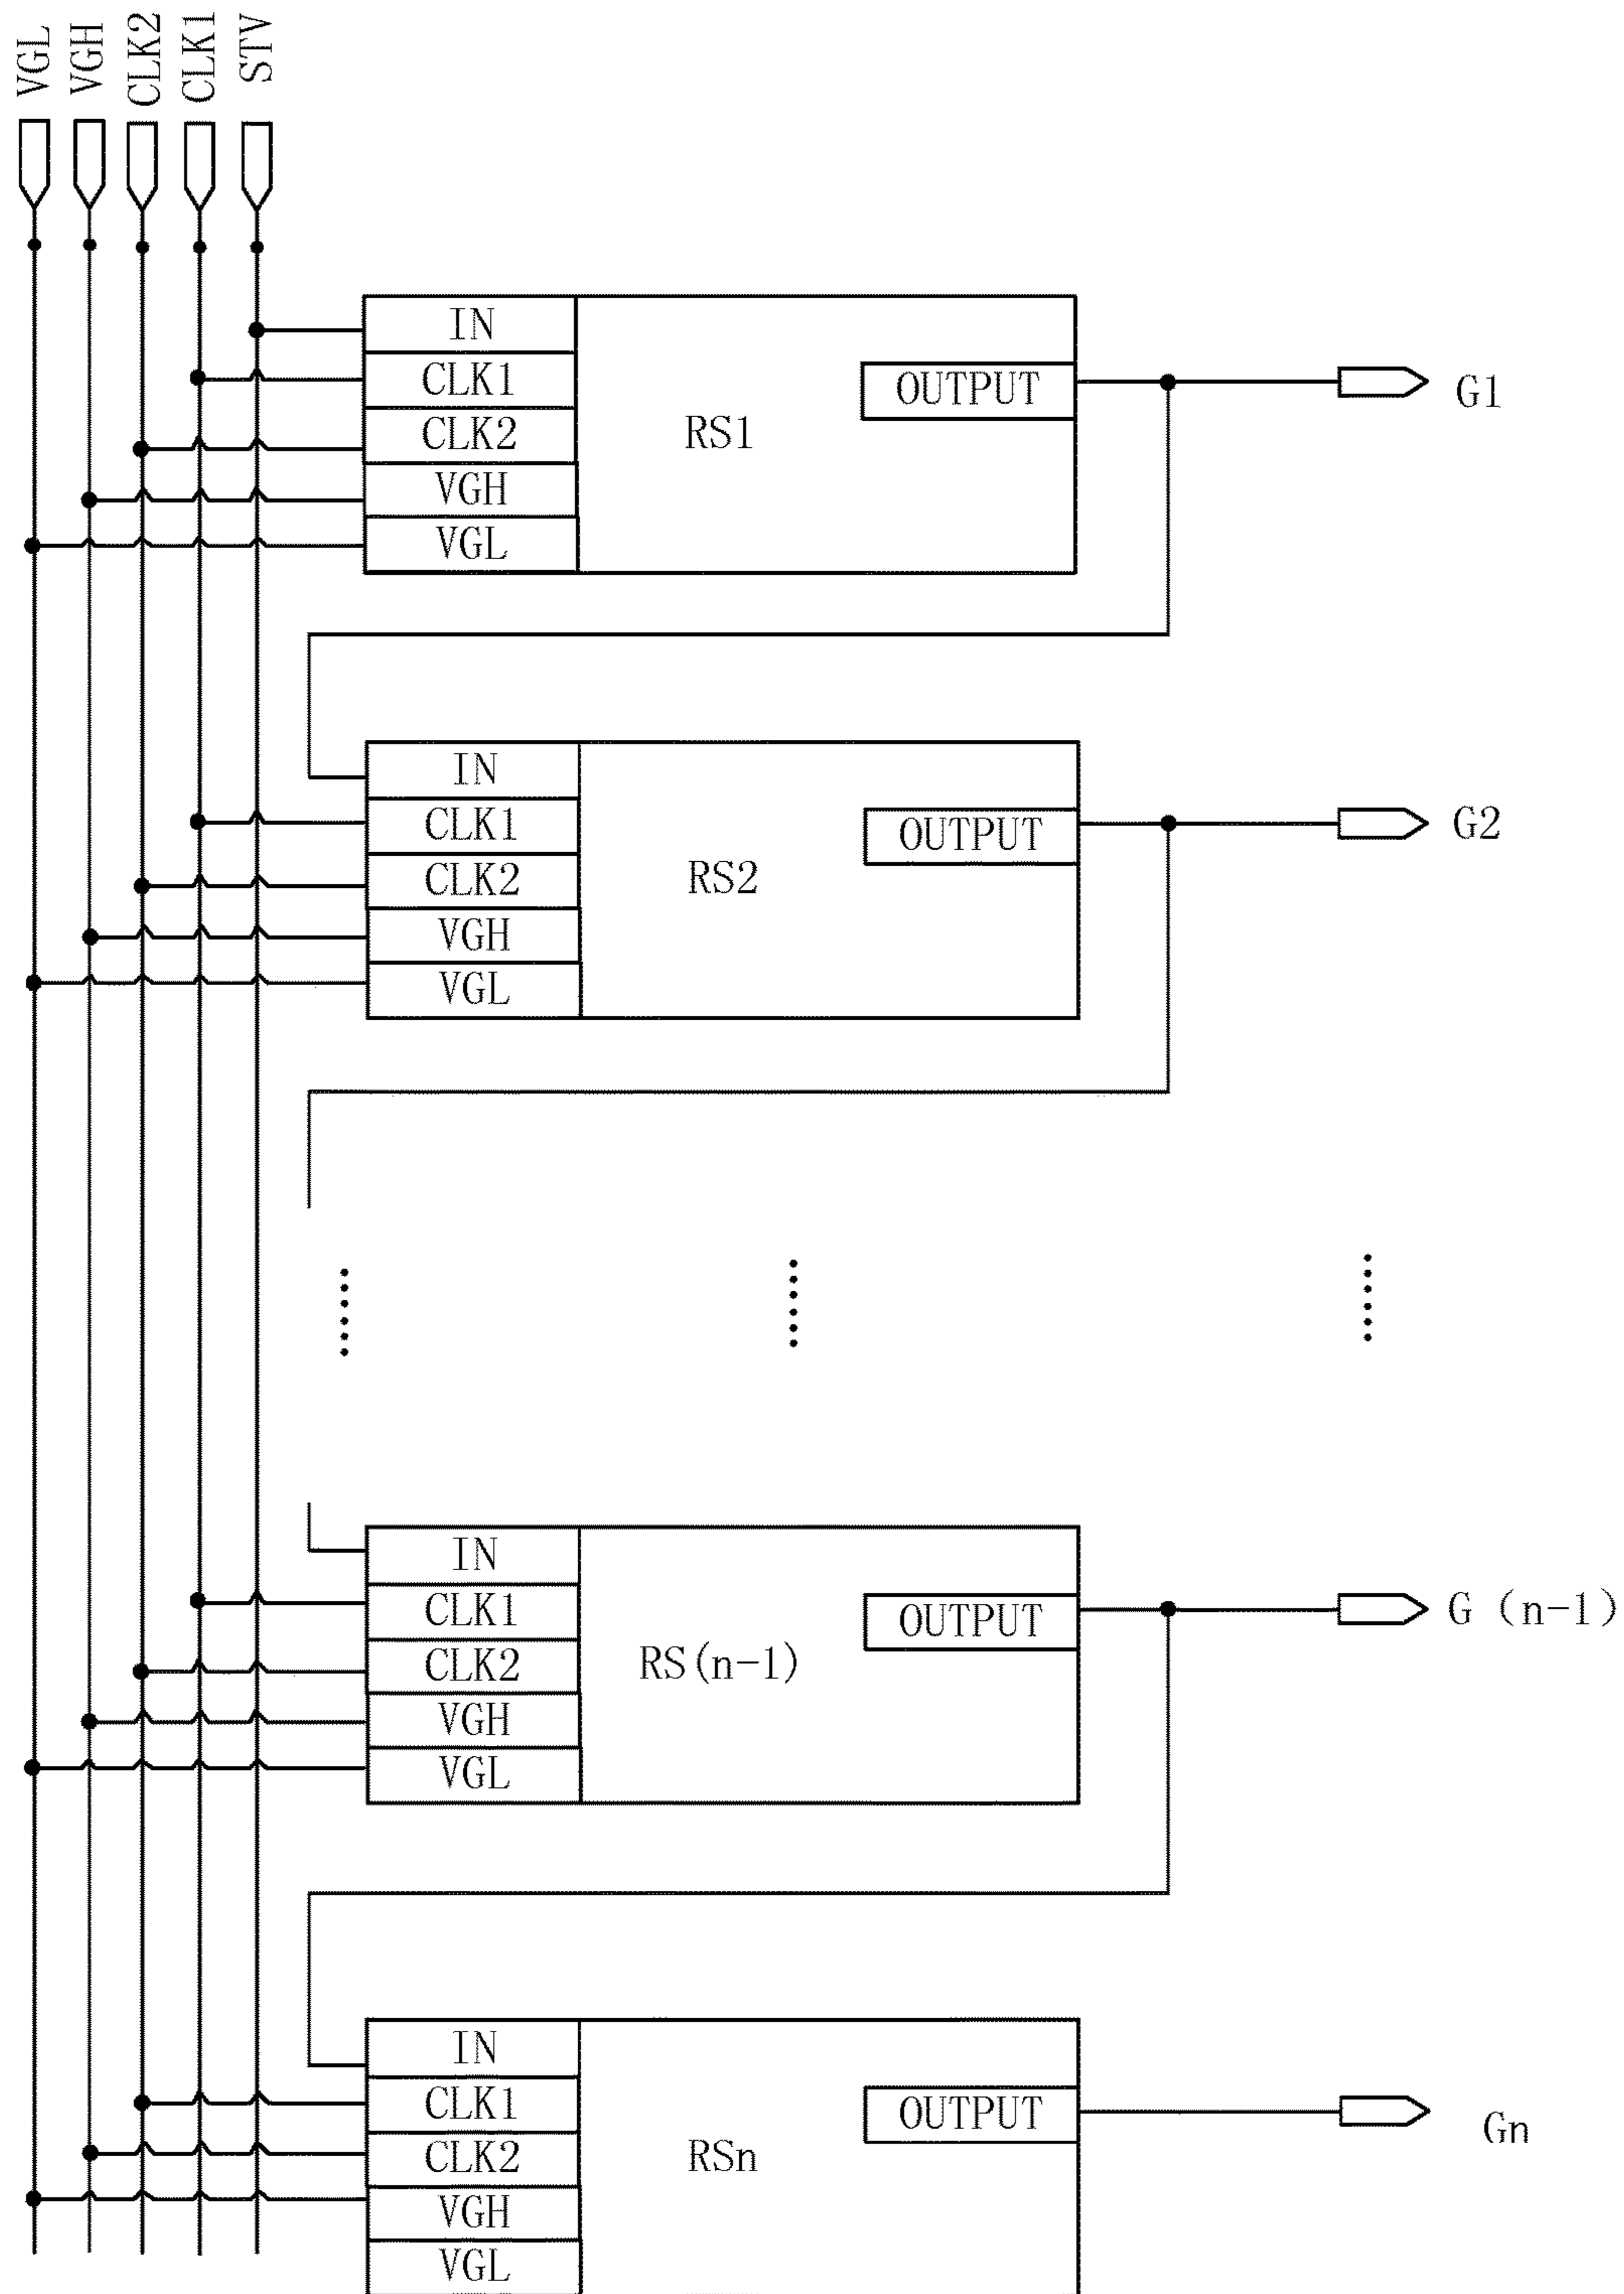 VGL
VGH
CLK2
CLK1
STV
IN
CLK1
CLK2
VGH
VGL
RS1
OUTPUT
G1
IN
CLK1
CLK2
VGH
VGL
RS2
OUTPUT
G2
IN
CLK1
CLK2
VGH
VGL
RS(n-1)
OUTPUT
G (n-1)
IN
CLK1
CLK2
VGH
VGL
RSn
OUTPUT
Gn